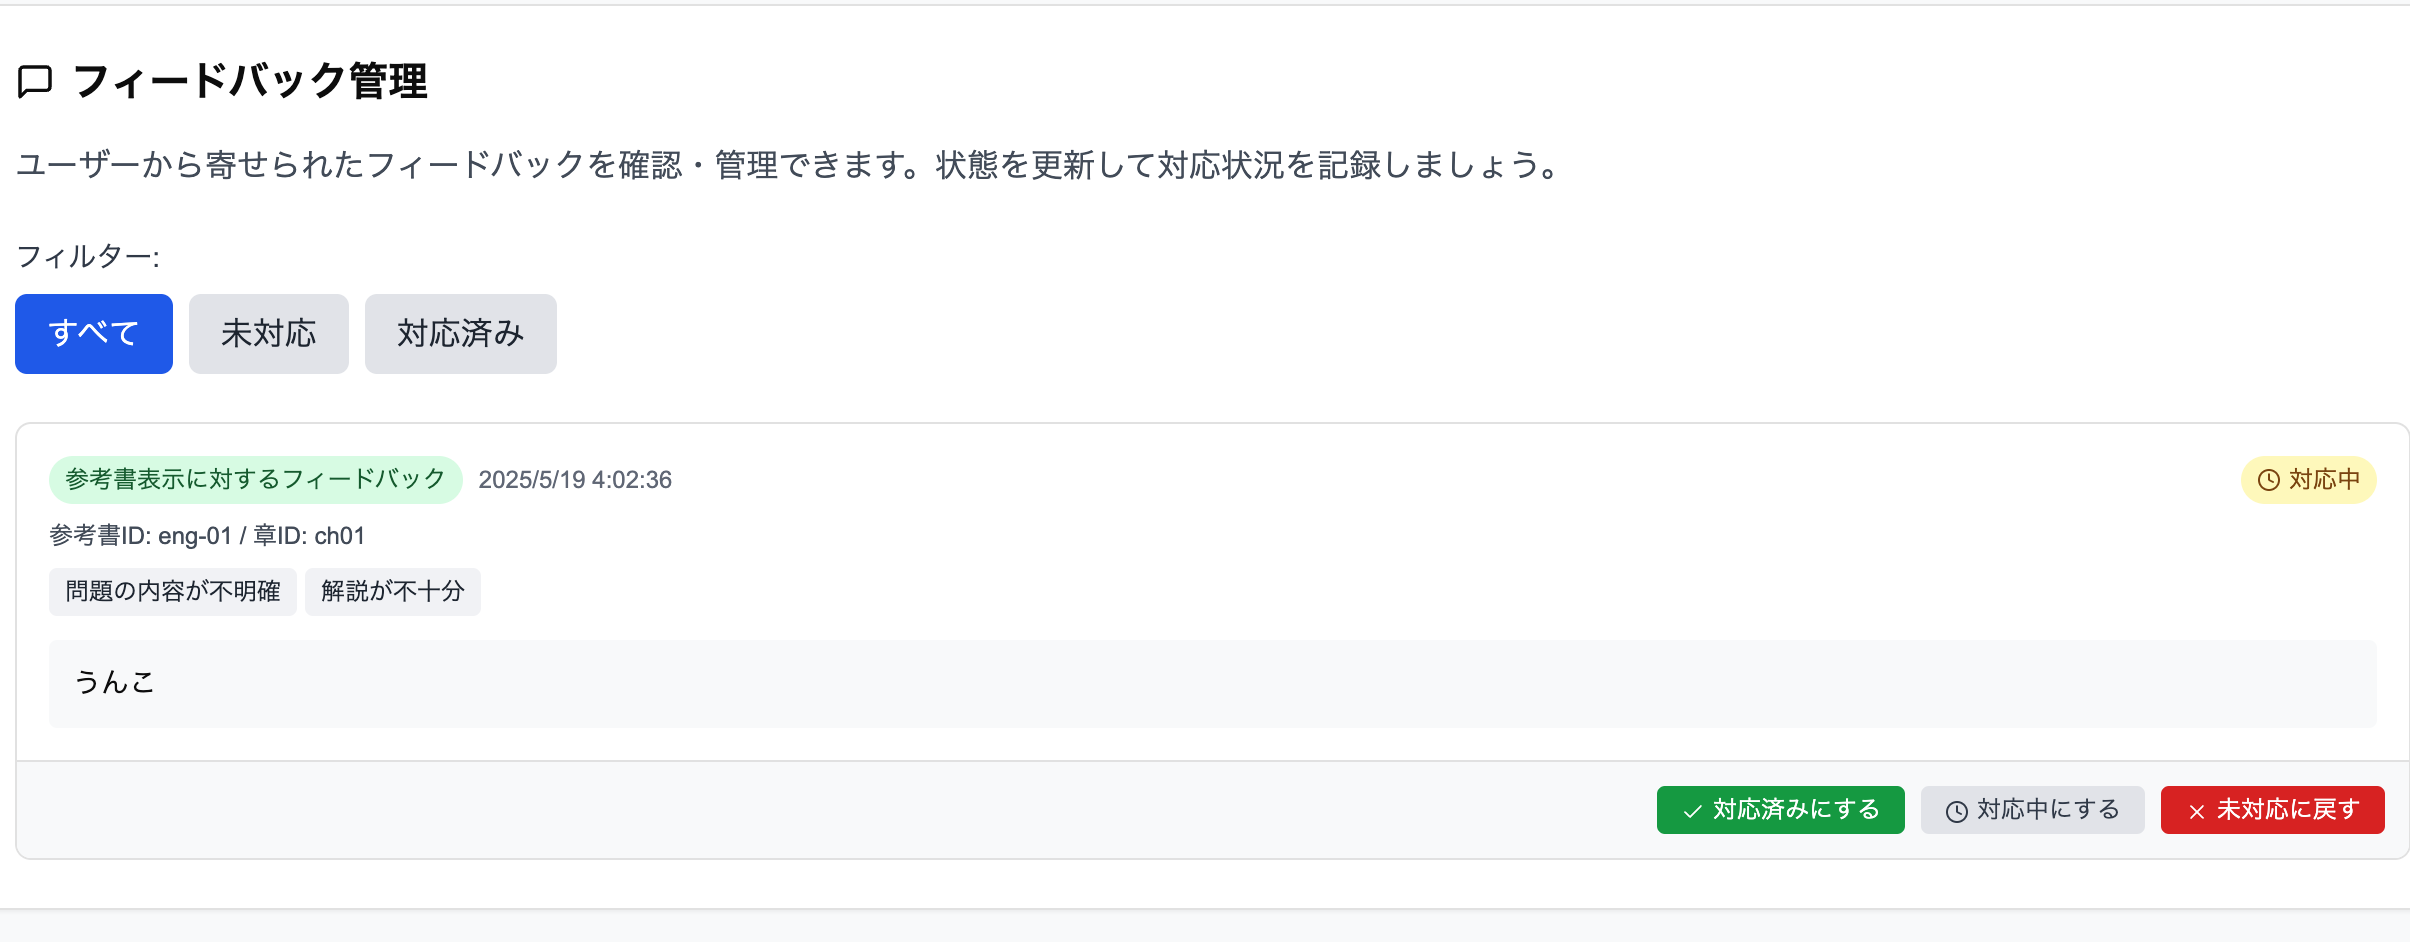 フィードバック管理
ユーザーから寄せられたフィードバックを確認・管理できます。状態を更新して対応状況を記録しましょう。
フィルター:
すべて 未対応 対応済み
参考書表示に対するフィードバック 2025/5/19 4:02:36 対応中
参考書ID: eng-01 / 章ID: ch01
問題の内容が不明確 解説が不十分
うんこ
対応済みにする 対応中にする 未対応に戻す